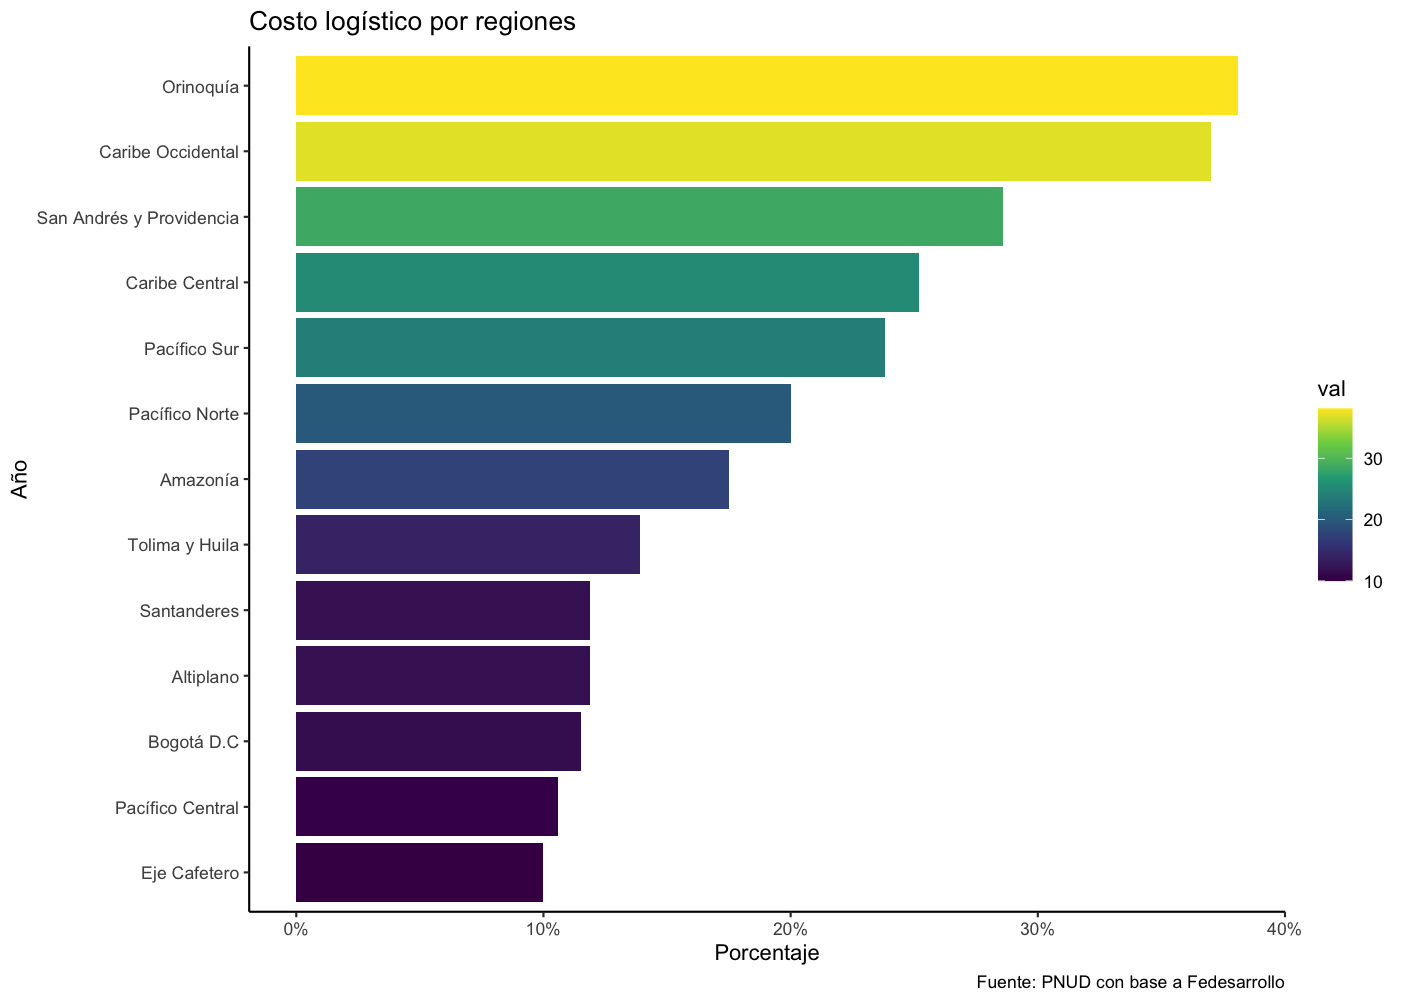 Costo logístico por regiones
Orinoquía
Caribe Occidental
San Andrés y Providencia
Caribe Central
Pacífico Sur
Pacífico Norte
Amazonía
Tolima y Huila
Santanderes
Altiplano
Bogotá D.C
Pacífico Central
Eje Cafetero
Año
0% 10% 20% 30% 40%
Porcentaje
val
30
20
10
Fuente: PNUD con base a Fedesarrollo